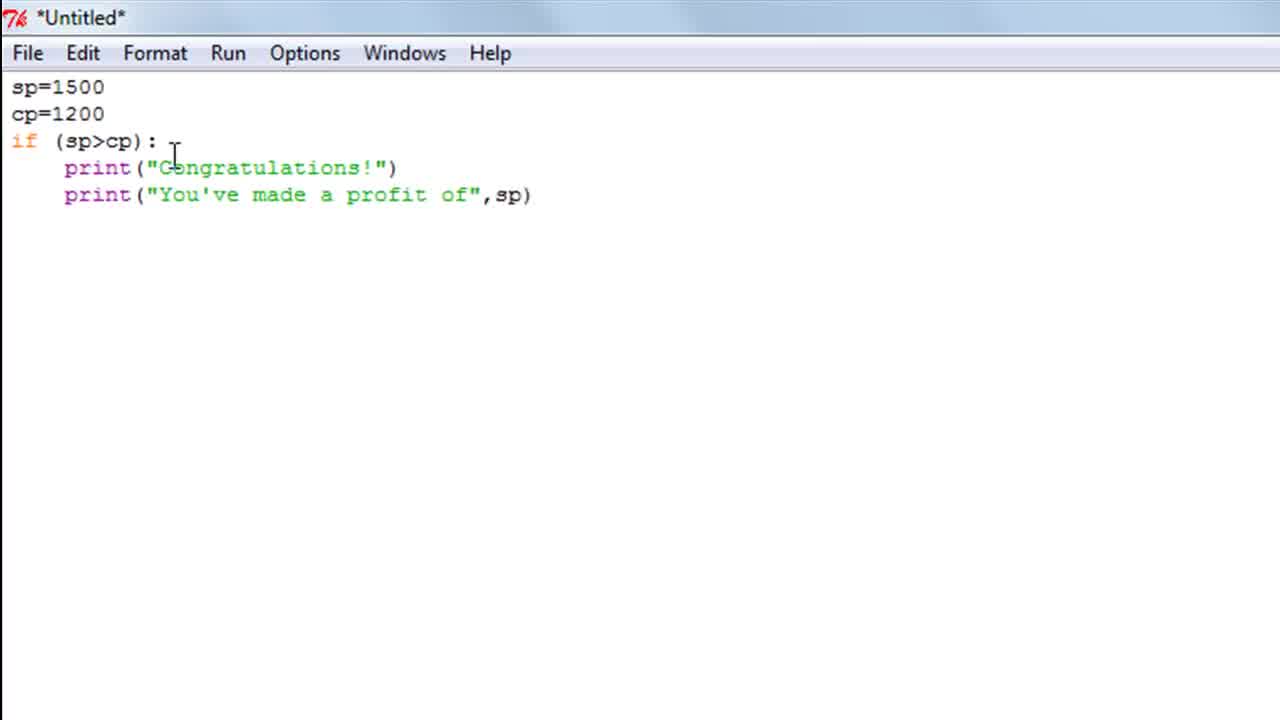 *Untitled*
File Edit Format Run Options Windows Help
sp=1500
cp=1200
if (sp>cp):
    print("Congratulations!")
    print("You've made a profit of",sp)